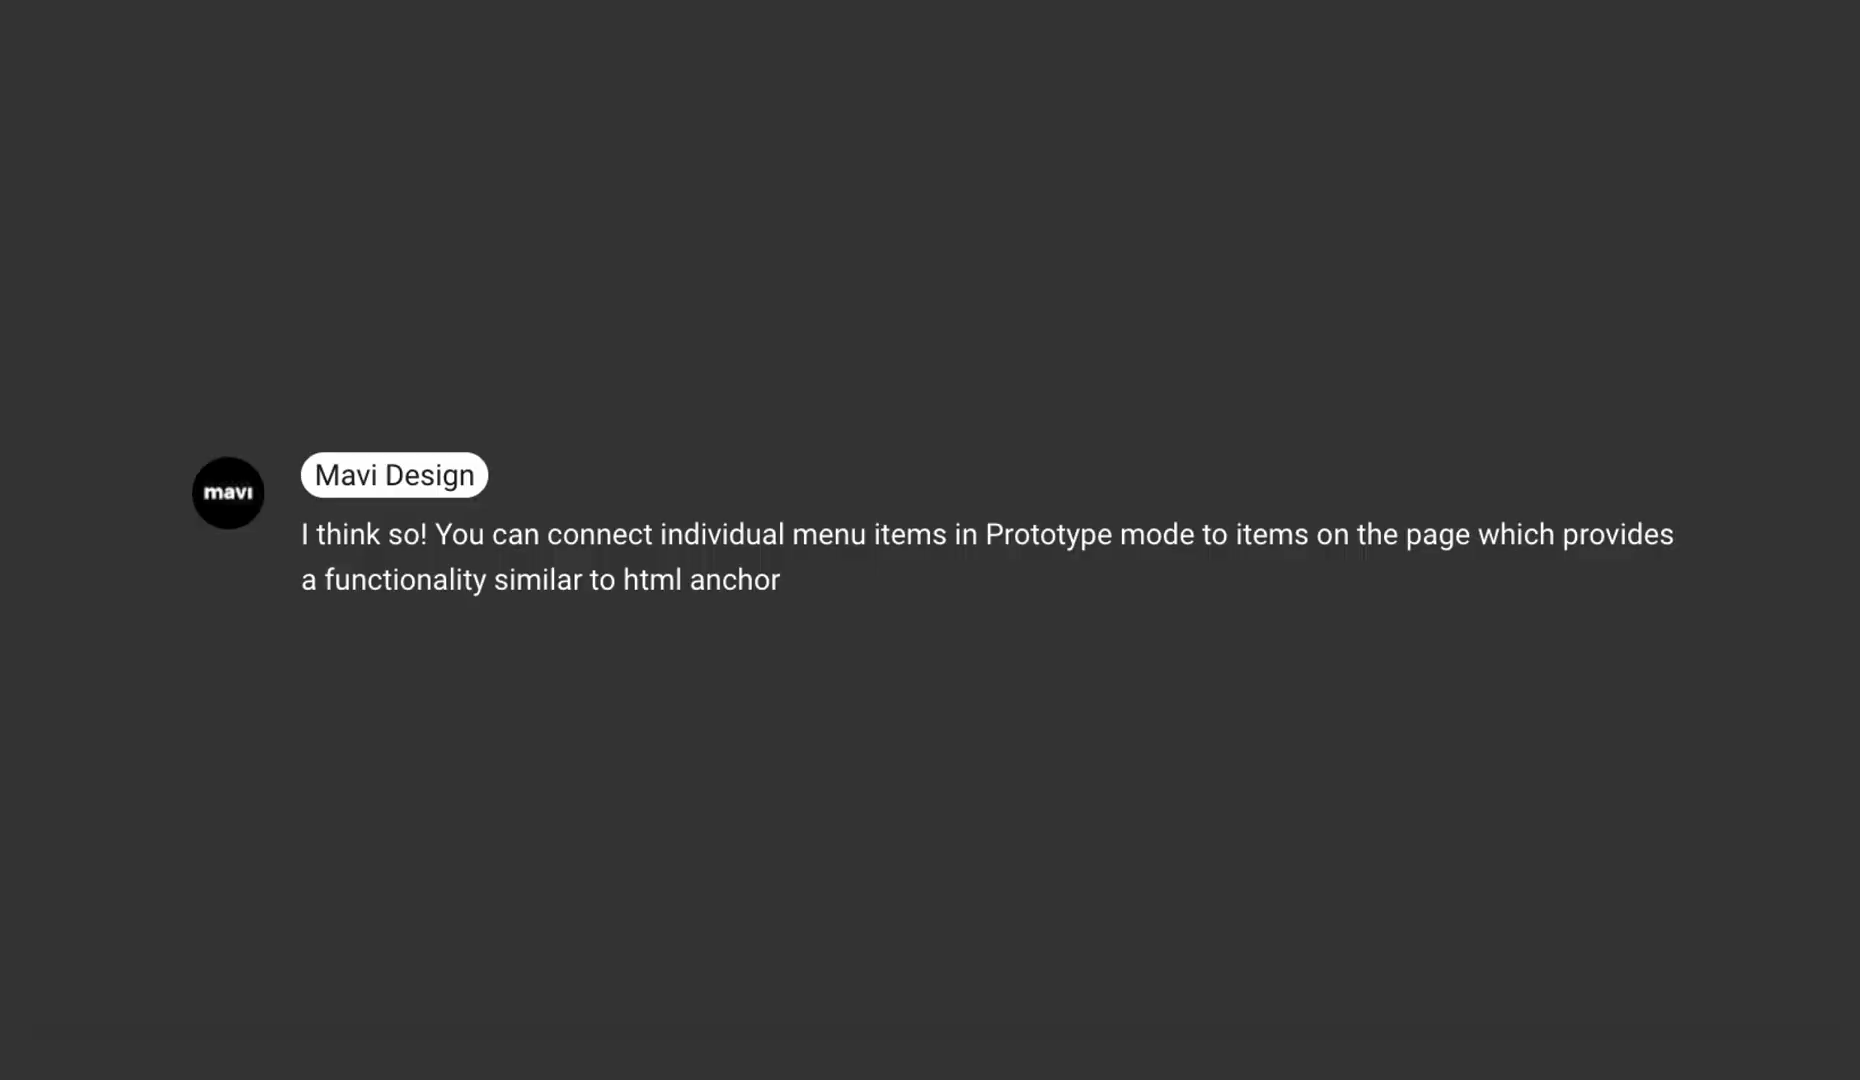 mavi
Mavi Design
I think so! You can connect individual menu items in Prototype mode to items on the page which provides
a functionality similar to html anchor